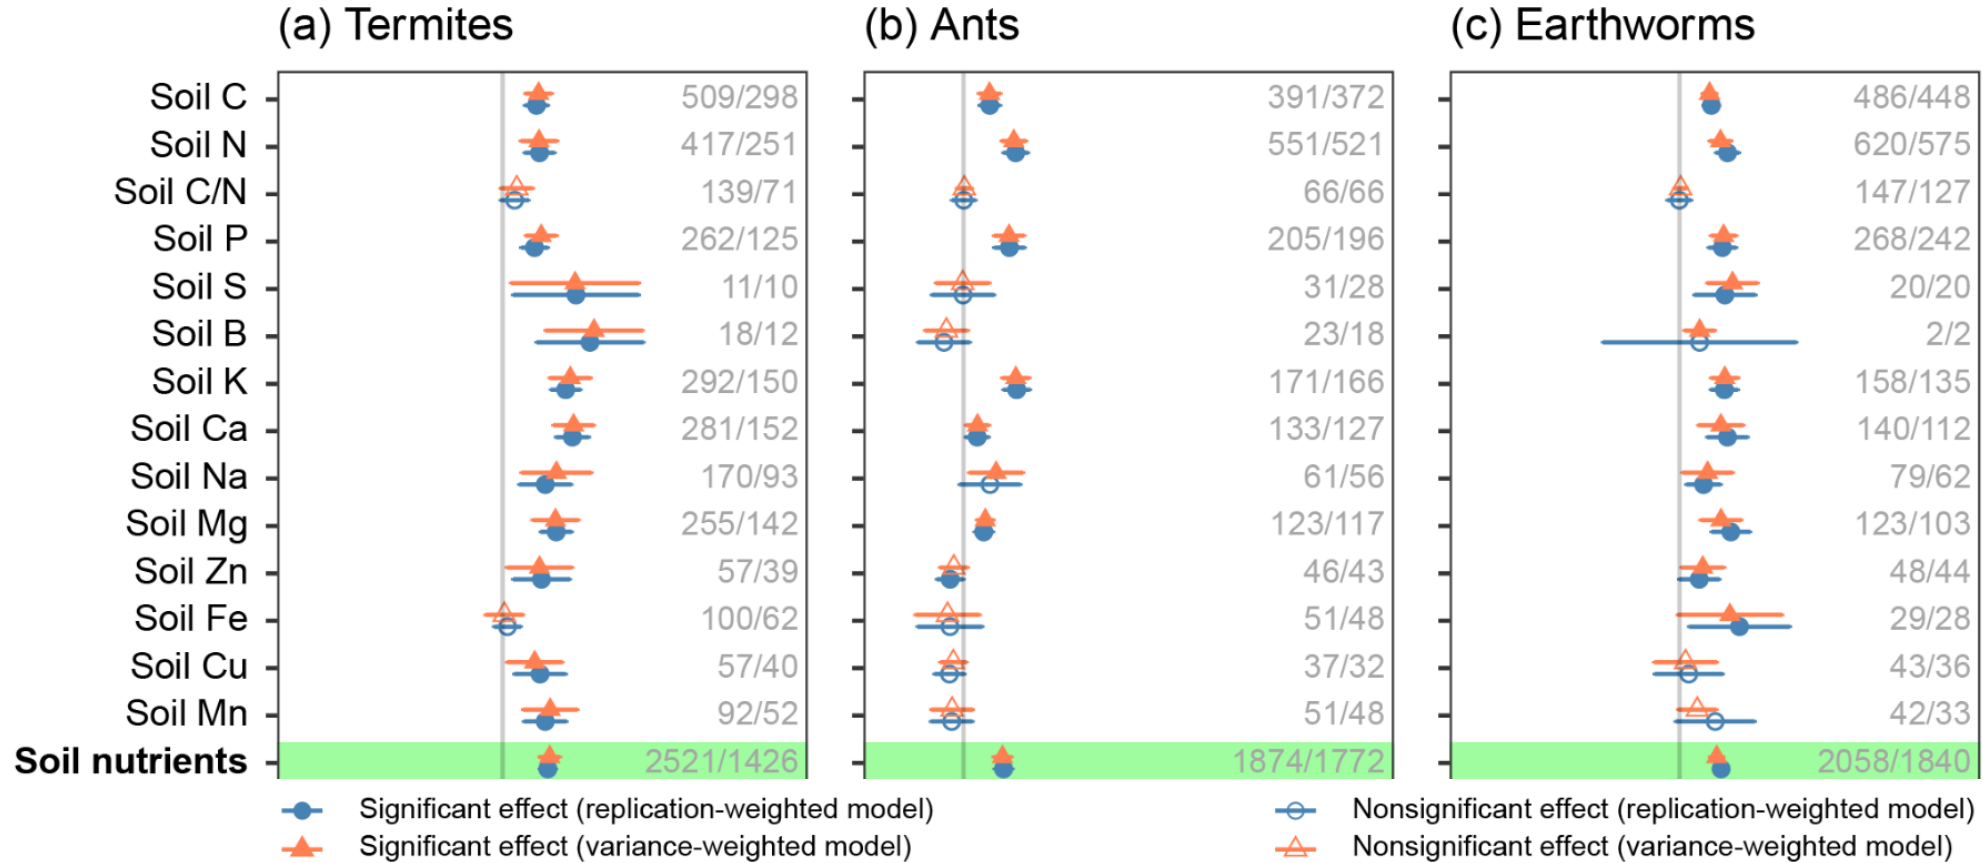 (a) Termites (b) Ants (c) Earthworms
Soil C 509/298 391/372 486/448
Soil N 417/251 551/521 620/575
Soil C/N 139/71 66/66 147/127
Soil P 262/125 205/196 268/242
Soil S 11/10 31/28 20/20
Soil B 18/12 23/18 2/2
Soil K 292/150 171/166 158/135
Soil Ca 281/152 133/127 140/112
Soil Na 170/93 61/56 79/62
Soil Mg 255/142 123/117 123/103
Soil Zn 57/39 46/43 48/44
Soil Fe 100/62 51/48 29/28
Soil Cu 57/40 37/32 43/36
Soil Mn 92/52 51/48 42/33
Soil nutrients 2521/1426 1874/1772 2058/1840
Significant effect (replication-weighted model) Nonsignificant effect (replication-weighted model)
Significant effect (variance-weighted model) Nonsignificant effect (variance-weighted model)